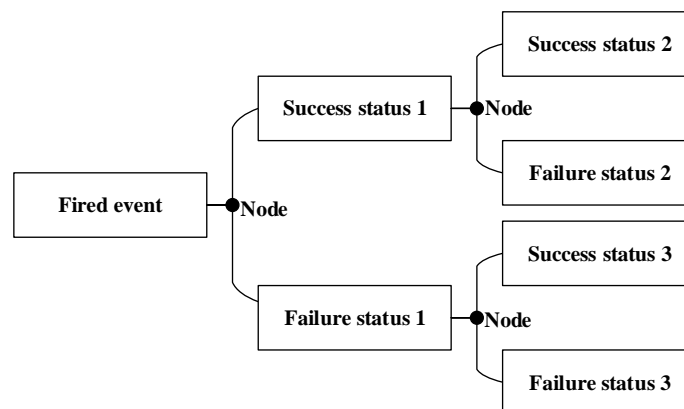 Success status 2
Success status 1
Node
Failure status 2
Fired event
Node
Success status 3
Failure status 1
Node
Failure status 3